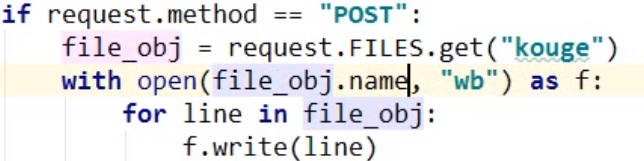 if request.method == "POST":
    file_obj = request.FILES.get("kouge")
    with open(file_obj.name, "wb") as f:
        for line in file_obj:
            f.write(line)